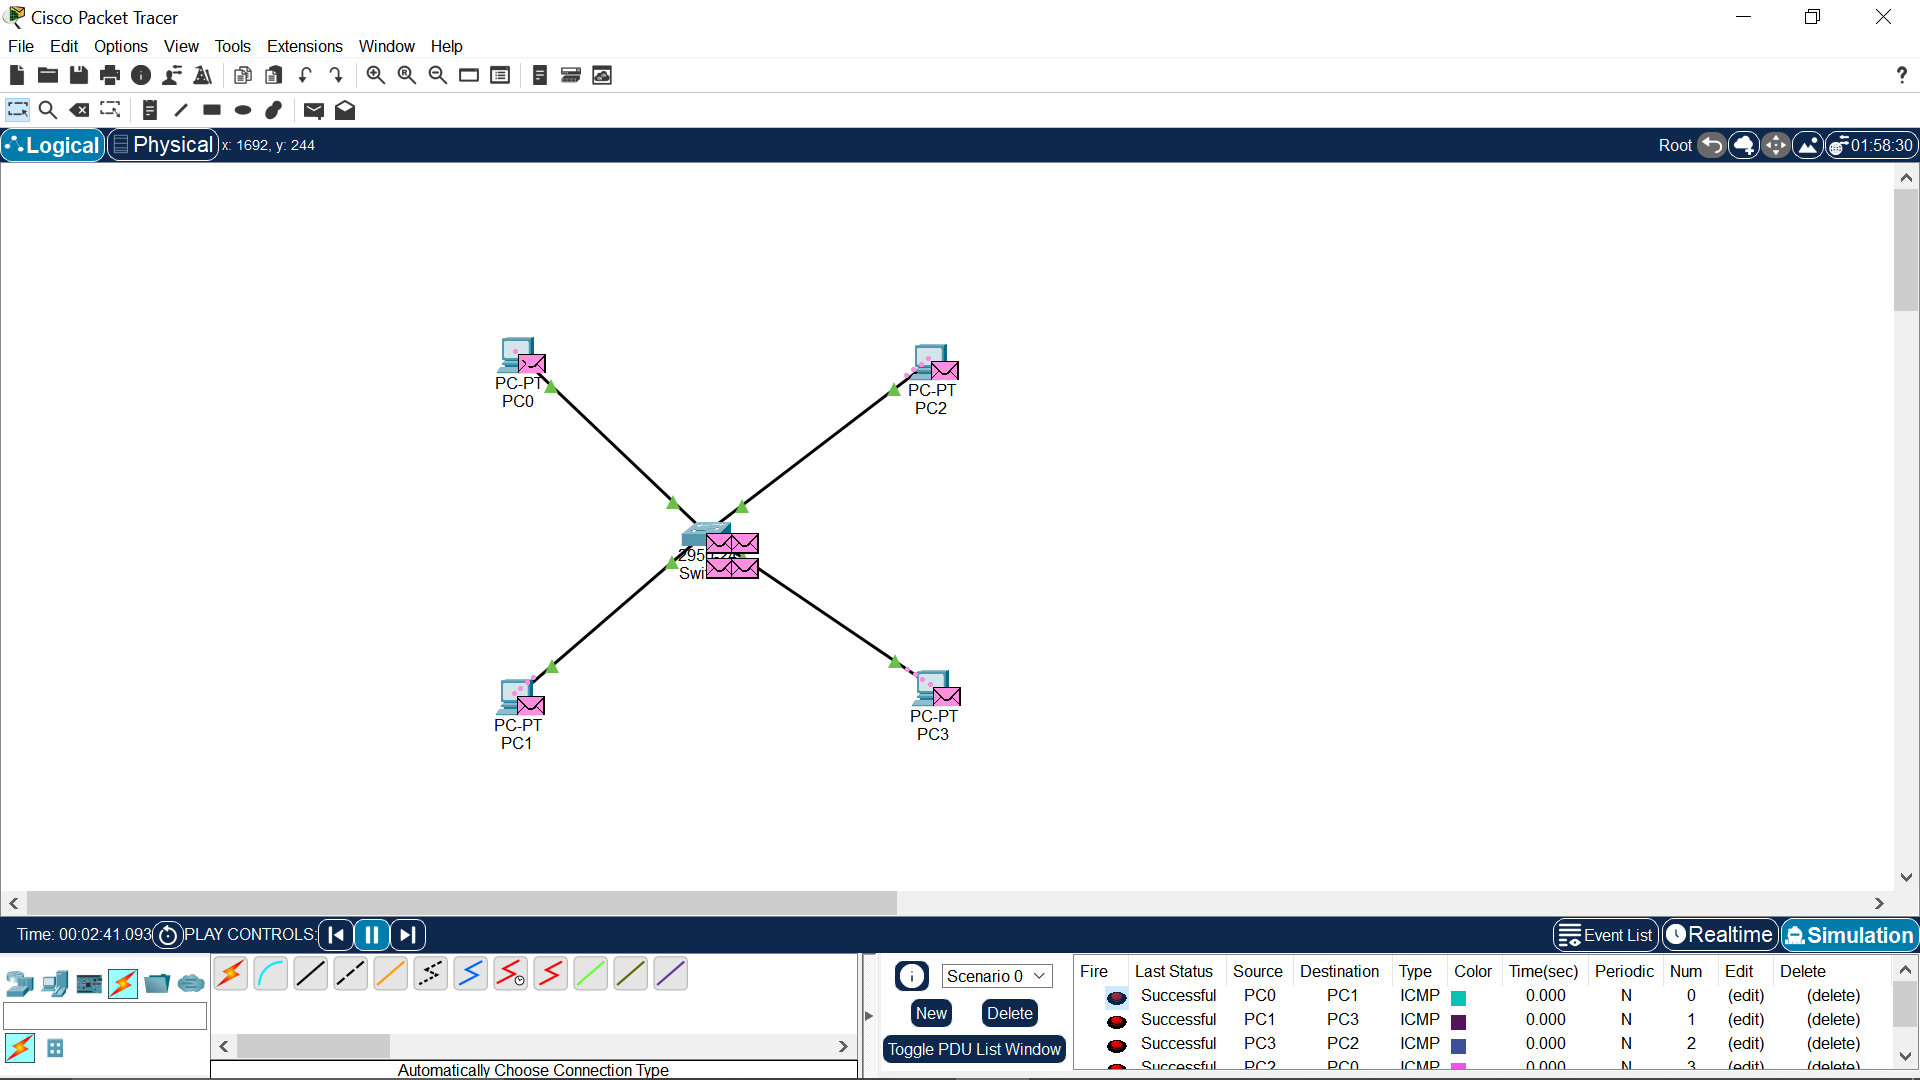 Cisco Packet Tracer
File Edit Options View Tools Extensions Window Help
?
Logical Physical x: 1692, y: 244 Root 01:58:30
PC-PT
PC0
PC-PT
PC2
PC-PT
PC1
PC-PT
PC3
Time: 00:02:41.093 PLAY CONTROLS: Event List Realtime Simulation
Scenario 0
New Delete
Toggle PDU List Window
Automatically Choose Connection Type
Fire Last Status Source Destination Type Color Time(sec) Periodic Num Edit Delete
Successful PC0 PC1 ICMP 0.000 N 0 (edit) (delete)
Successful PC1 PC3 ICMP 0.000 N 1 (edit) (delete)
Successful PC3 PC2 ICMP 0.000 N 2 (edit) (delete)
Successful PC2 PC0 ICMP 0.000 N 3 (edit) (delete)